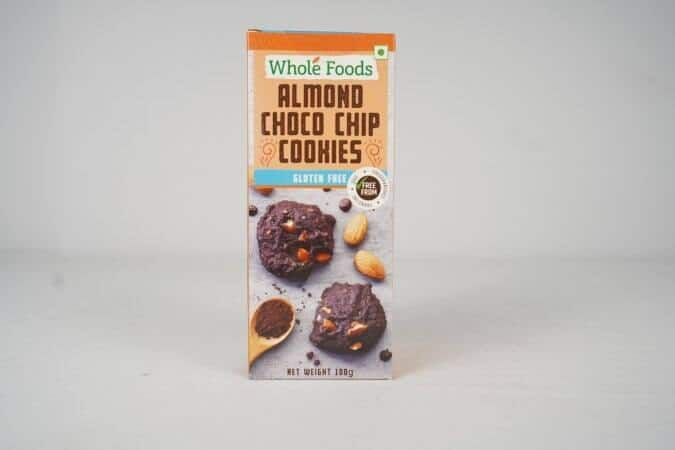 Whole Foods
ALMOND
CHOCO CHIP
COOKIES
GLUTEN FREE
FREE
FROM
NET WEIGHT 100g